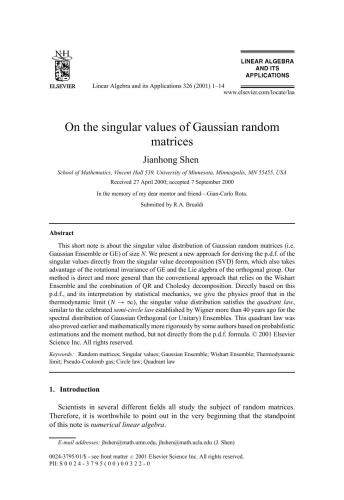 NH
ELSEVIER
LINEAR ALGEBRA
AND ITS
APPLICATIONS
Linear Algebra and its Applications 326 (2001) 1–14
www.elsevier.com/locate/laa
On the singular values of Gaussian random
matrices
Jianhong Shen
School of Mathematics, Vincent Hall 539, University of Minnesota, Minneapolis, MN 55455, USA
Received 27 April 2000; accepted 7 September 2000
In the memory of my dear mentor and friend—Gian-Carlo Rota.
Submitted by R.A. Brualdi
Abstract
This short note is about the singular value distribution of Gaussian random matrices (i.e.
Gaussian Ensemble or GE) of size N. We present a new approach for deriving the p.d.f. of the
singular values directly from the singular value decomposition (SVD) form, which also takes
advantage of the rotational invariance of GE and the Lie algebra of the orthogonal group. Our
method is direct and more general than the conventional approach that relies on the Wishart
Ensemble and the combination of QR and Cholesky decomposition. Directly based on this
p.d.f., and its interpretation by statistical mechanics, we give the physics proof that in the
thermodynamic limit (N → ∞), the singular value distribution satisfies the quadrant law,
similar to the celebrated semi-circle law established by Wigner more than 40 years ago for the
spectral distribution of Gaussian Orthogonal (or Unitary) Ensembles. This quadrant law was
also proved earlier and mathematically more rigorously by some authors based on probabilistic
estimations and the moment method, but not directly from the p.d.f. formula. © 2001 Elsevier
Science Inc. All rights reserved.
Keywords: Random matrices; Singular values; Gaussian Ensemble; Wishart Ensemble; Thermodynamic
limit; Pseudo-Coulomb gas; Circle law; Quadrant law
1. Introduction
Scientists in several different fields all study the subject of random matrices.
Therefore, it is worthwhile to point out in the very beginning that the standpoint
of this note is numerical linear algebra.
E-mail addresses: jhshen@math.umn.edu, jhshen@math.ucla.edu (J. Shen)
0024-3795/01/$ - see front matter © 2001 Elsevier Science Inc. All rights reserved.
PII: S 0 0 2 4 - 3 7 9 5 ( 0 0 ) 0 0 3 2 2 - 0